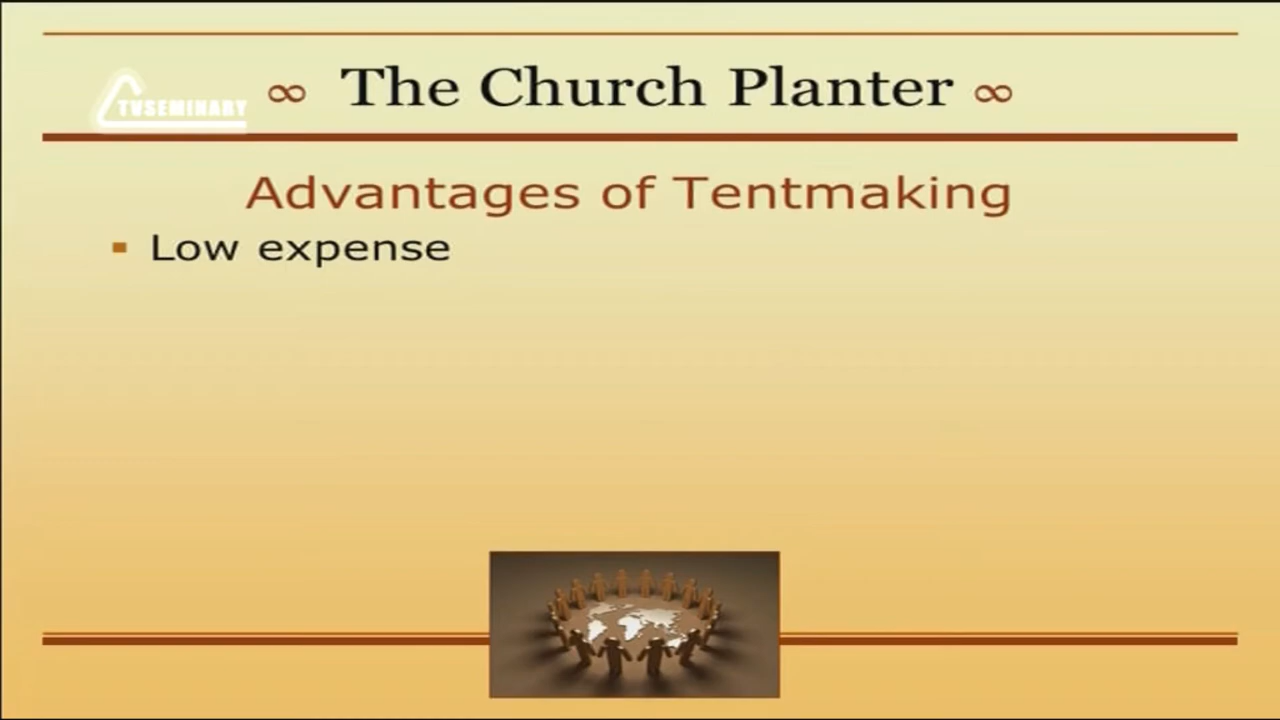 ∞ The Church Planter ∞
TVSEMINARY
Advantages of Tentmaking
▪ Low expense